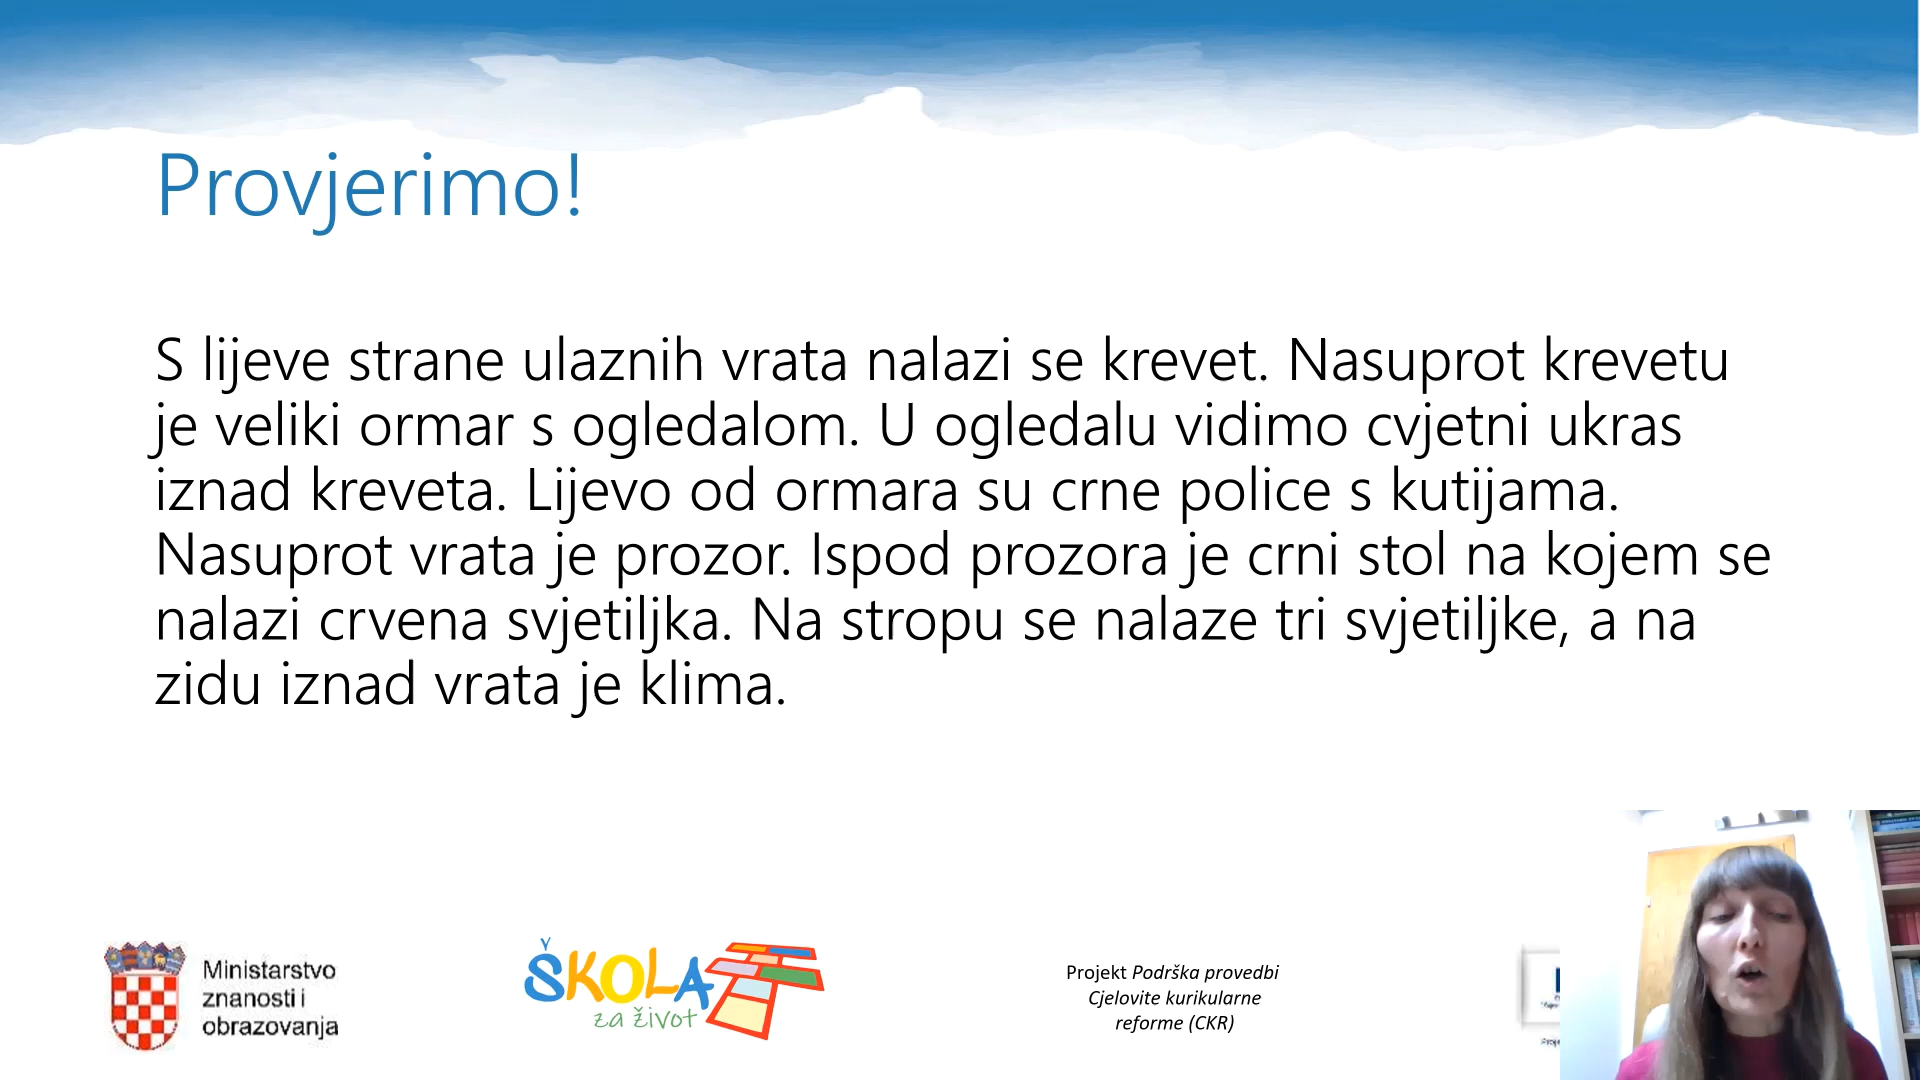 Provjerimo!
S lijeve strane ulaznih vrata nalazi se krevet. Nasuprot krevetu
je veliki ormar s ogledalom. U ogledalu vidimo cvjetni ukras
iznad kreveta. Lijevo od ormara su crne police s kutijama.
Nasuprot vrata je prozor. Ispod prozora je crni stol na kojem se
nalazi crvena svjetiljka. Na stropu se nalaze tri svjetiljke, a na
zidu iznad vrata je klima.
Ministarstvo
znanosti i
obrazovanja
ŠKOLA
za život
Projekt Podrška provedbi
Cjelovite kurikularne
reforme (CKR)